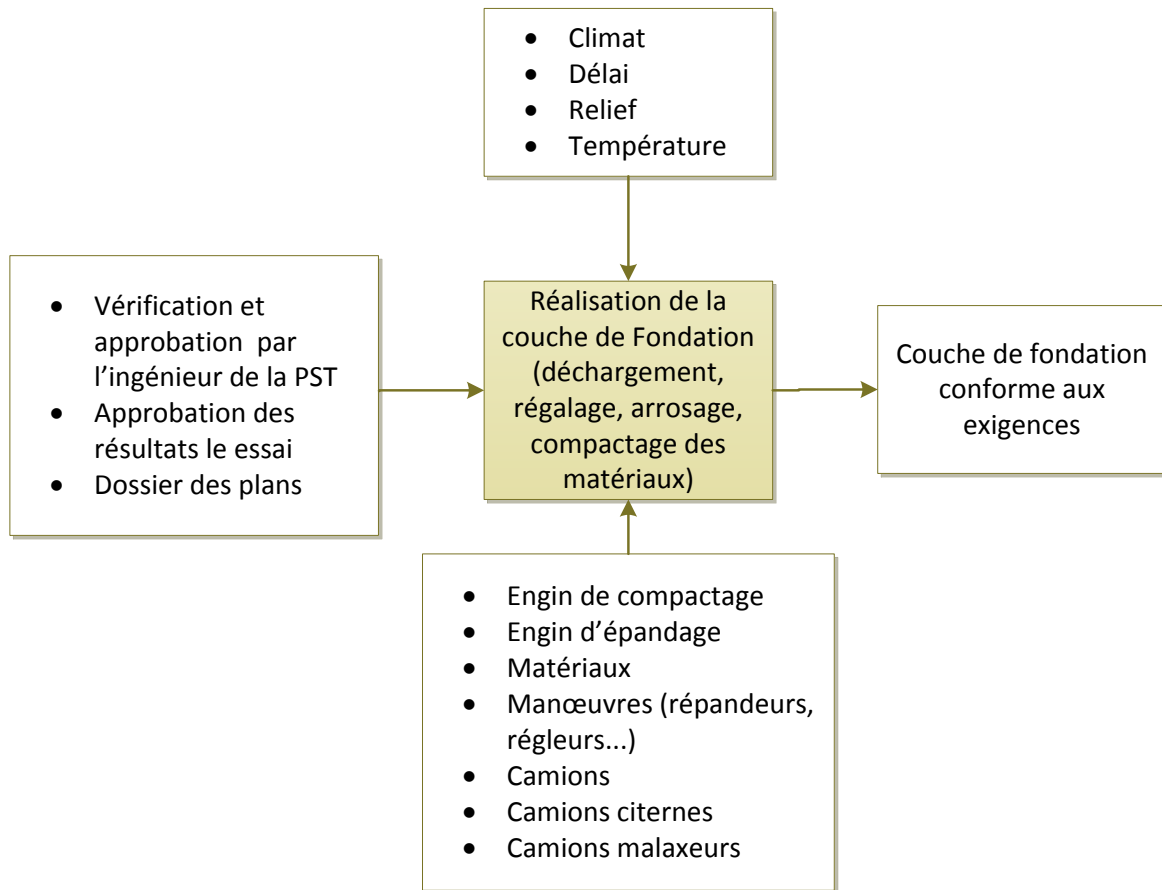 • Climat
• Délai
• Relief
• Température
• Vérification et
approbation  par
l’ingénieur de la PST
• Approbation des
résultats le essai
• Dossier des plans
Réalisation de la
couche de Fondation
(déchargement,
régalage, arrosage,
compactage des
matériaux)
Couche de fondation
conforme aux
exigences
• Engin de compactage
• Engin d’épandage
• Matériaux
• Manœuvres (répandeurs,
régleurs...)
• Camions
• Camions citernes
• Camions malaxeurs